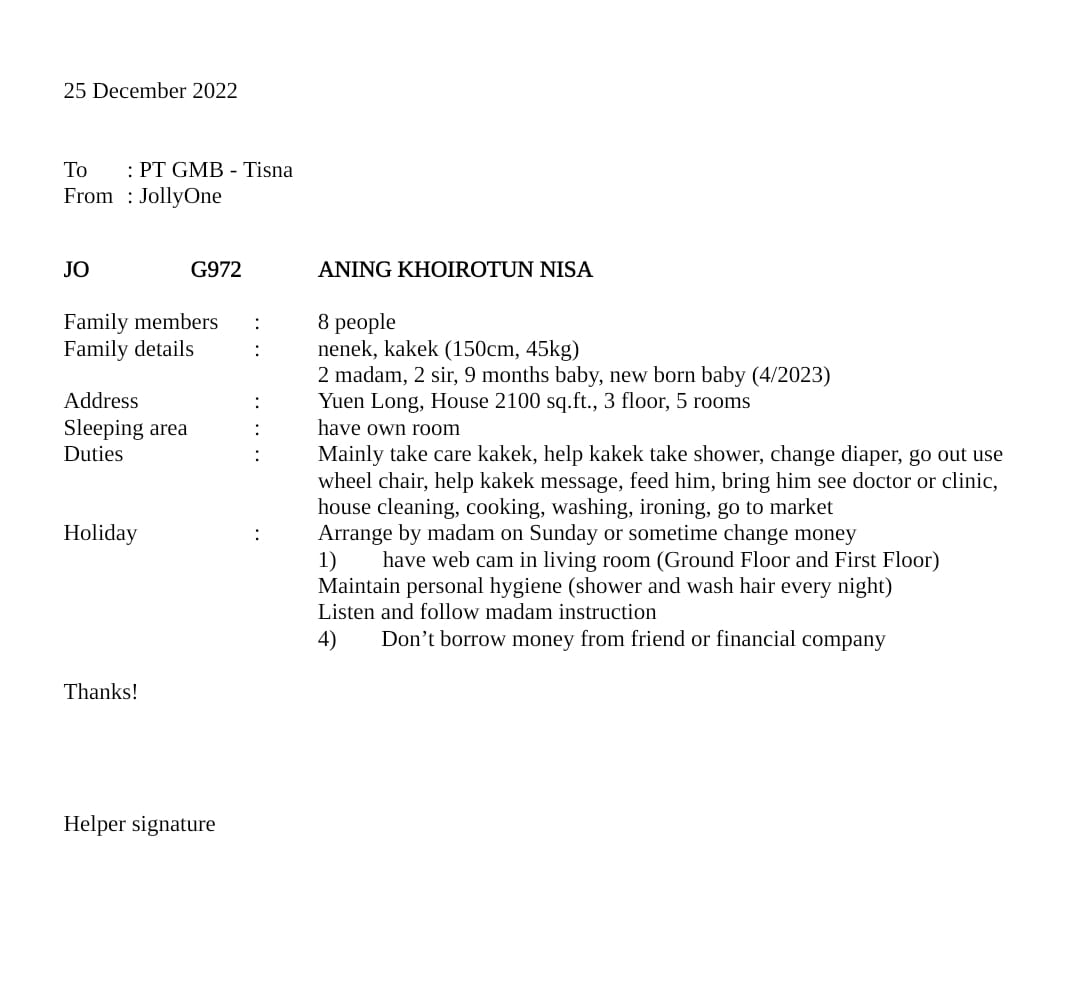 25 December 2022
To : PT GMB - Tisna
From : JollyOne
JO G972 ANING KHOIROTUN NISA
Family members : 8 people
Family details : nenek, kakek (150cm, 45kg)
2 madam, 2 sir, 9 months baby, new born baby (4/2023)
Address : Yuen Long, House 2100 sq.ft., 3 floor, 5 rooms
Sleeping area : have own room
Duties : Mainly take care kakek, help kakek take shower, change diaper, go out use
wheel chair, help kakek message, feed him, bring him see doctor or clinic,
house cleaning, cooking, washing, ironing, go to market
Holiday : Arrange by madam on Sunday or sometime change money
1) have web cam in living room (Ground Floor and First Floor)
Maintain personal hygiene (shower and wash hair every night)
Listen and follow madam instruction
4) Don’t borrow money from friend or financial company
Thanks!
Helper signature